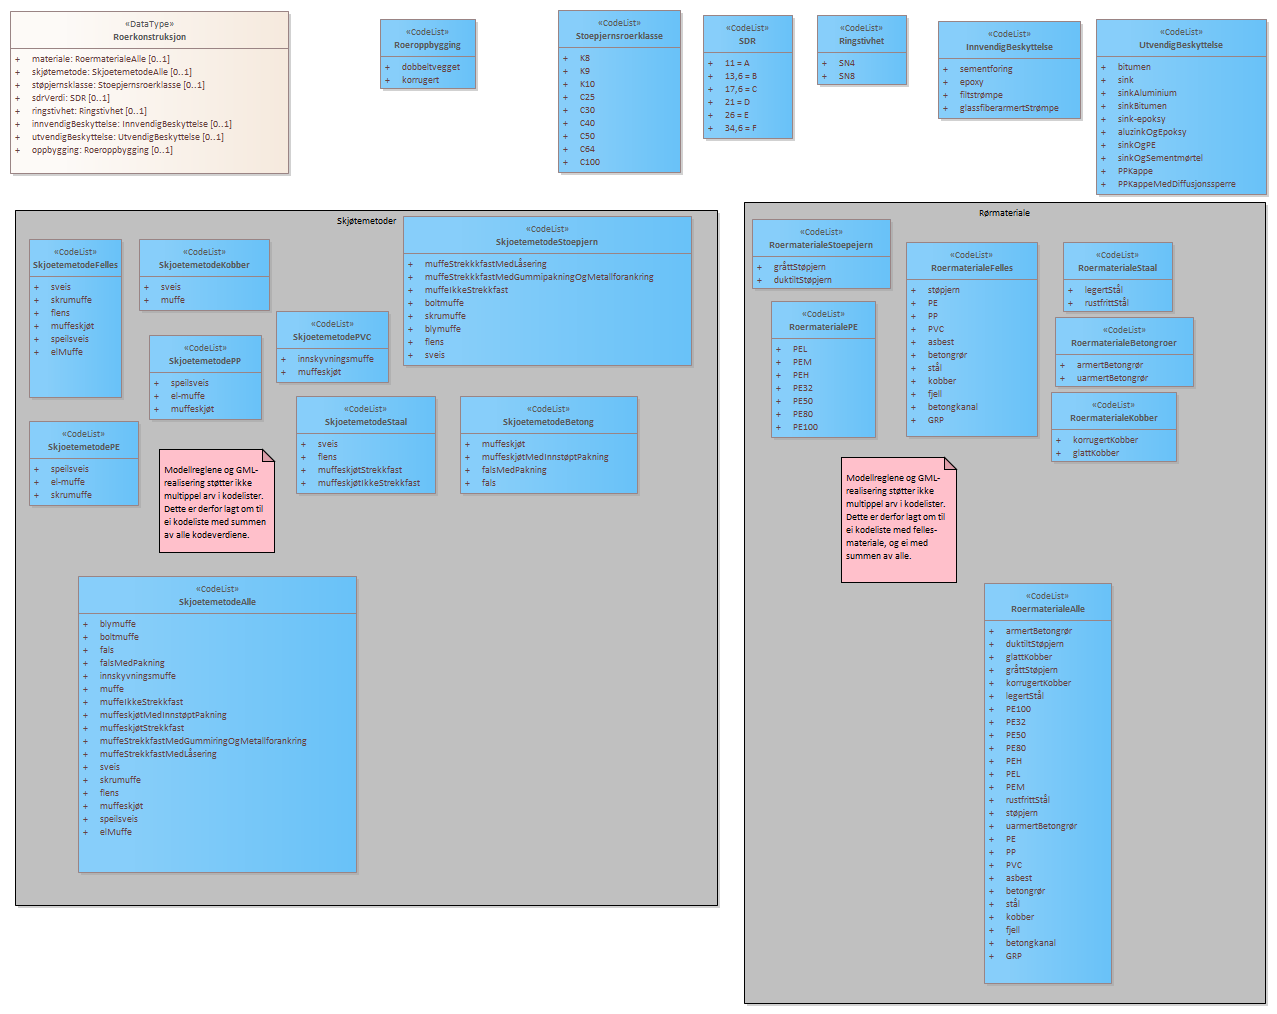 «DataType»
Roerkonstruksjon
+ materiale: RoermaterialeAlle [0..1]
+ skjøtemetode: SkjoetemetodeAlle [0..1]
+ støpjernsklasse: Stoepjernsroerklasse [0..1]
+ sdrVerdi: SDR [0..1]
+ ringstivhet: Ringstivhet [0..1]
+ innvendigBeskyttelse: InnvendigBeskyttelse [0..1]
+ utvendigBeskyttelse: UtvendigBeskyttelse [0..1]
+ oppbygging: Roeroppbygging [0..1]
«CodeList»
Roeroppbygging
+ dobbeltvegget
+ korrugert
«CodeList»
Stoepjernsroerklasse
+ K8
+ K9
+ K10
+ C25
+ C30
+ C40
+ C50
+ C64
+ C100
«CodeList»
SDR
+ 11 = A
+ 13,6 = B
+ 17,6 = C
+ 21 = D
+ 26 = E
+ 34,6 = F
«CodeList»
Ringstivhet
+ SN4
+ SN8
«CodeList»
InnvendigBeskyttelse
+ sementforing
+ epoxy
+ filtstrømpe
+ glassfiberarmertStrømpe
«CodeList»
UtvendigBeskyttelse
+ bitumen
+ sink
+ sinkAluminium
+ sinkBitumen
+ sink-epoksy
+ aluzinkOgEpoksy
+ sinkOgPE
+ sinkOgSementmørtel
+ PPKappe
+ PPKappeMedDiffusjonssperre
Skjøtemetoder
«CodeList»
SkjoetemetodeFelles
+ sveis
+ skrumuffe
+ flens
+ muffeskjøt
+ speilsveis
+ elMuffe
«CodeList»
SkjoetemetodeKobber
+ sveis
+ muffe
«CodeList»
SkjoetemetodeStoepjern
+ muffeStrekkkfastMedLåsering
+ muffeStrekkkfastMedGummipakningOgMetallforankring
+ muffeIkkeStrekkfast
+ boltmuffe
+ skrumuffe
+ blymuffe
+ flens
+ sveis
«CodeList»
SkjoetemetodePVC
+ innskyvningsmuffe
+ muffeskjøt
«CodeList»
SkjoetemetodePP
+ speilsveis
+ el-muffe
+ muffeskjøt
«CodeList»
SkjoetemetodeStaal
+ sveis
+ flens
+ muffeskjøtStrekkfast
+ muffeskjøtIkkeStrekkfast
«CodeList»
SkjoetemetodeBetong
+ muffeskjøt
+ muffeskjøtMedInnstøptPakning
+ falsMedPakning
+ fals
«CodeList»
SkjoetemetodePE
+ speilsveis
+ el-muffe
+ skrumuffe
Modellreglene og GML-
realisering støtter ikke
multippel arv i kodelister.
Dette er derfor lagt om til
ei kodeliste med summen
av alle kodeverdiene.
«CodeList»
SkjoetemetodeAlle
+ blymuffe
+ boltmuffe
+ fals
+ falsMedPakning
+ innskyvningsmuffe
+ muffe
+ muffeIkkeStrekkfast
+ muffeskjøtMedInnstøptPakning
+ muffeskjøtStrekkfast
+ muffeStrekkfastMedGummiringOgMetallforankring
+ muffeStrekkfastMedLåsering
+ sveis
+ skrumuffe
+ flens
+ muffeskjøt
+ speilsveis
+ elMuffe
Rørmateriale
«CodeList»
RoermaterialeStoepejern
+ gråttStøpjern
+ duktiltStøpjern
«CodeList»
RoermaterialeFelles
+ støpjern
+ PE
+ PP
+ PVC
+ asbest
+ betongrør
+ stål
+ kobber
+ fjell
+ betongkanal
+ GRP
«CodeList»
RoermaterialeStaal
+ legertStål
+ rustfrittStål
«CodeList»
RoermaterialePE
+ PEL
+ PEM
+ PEH
+ PE32
+ PE50
+ PE80
+ PE100
«CodeList»
RoermaterialeBetongroer
+ armertBetongrør
+ uarmertBetongrør
«CodeList»
RoermaterialeKobber
+ korrugertKobber
+ glattKobber
Modellreglene og GML-
realisering støtter ikke
multippel arv i kodelister.
Dette er derfor lagt om til
ei kodeliste med felles-
materiale, og ei med
summen av alle.
«CodeList»
RoermaterialeAlle
+ armertBetongrør
+ duktiltStøpjern
+ glattKobber
+ gråttStøpjern
+ korrugertKobber
+ legertStål
+ PE100
+ PE32
+ PE50
+ PE80
+ PEH
+ PEL
+ PEM
+ rustfrittStål
+ støpjern
+ uarmertBetongrør
+ PE
+ PP
+ PVC
+ asbest
+ betongrør
+ stål
+ kobber
+ fjell
+ betongkanal
+ GRP